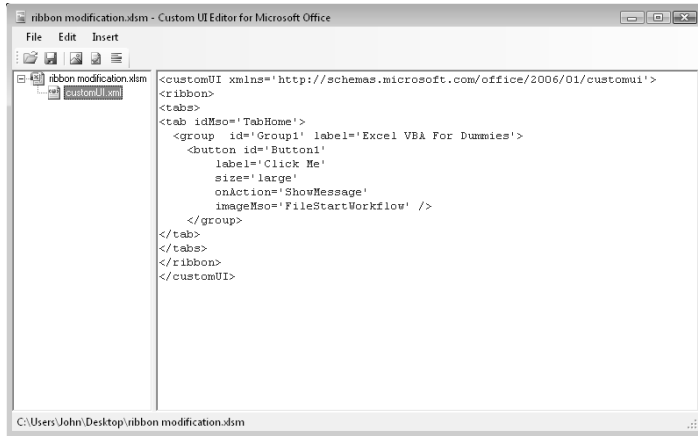 ribbon modification.xlsm - Custom UI Editor for Microsoft Office
File Edit Insert
ribbon modification.xlsm
customUI.xml
<customUI xmlns='http://schemas.microsoft.com/office/2006/01/customui'>
<ribbon>
<tabs>
<tab idMso='TabHome'>
  <group  id='Group1' label='Excel VBA For Dummies'>
    <button id='Button1'
        label='Click Me'
        size='large'
        onAction='ShowMessage'
        imageMso='FileStartWorkflow' />
    </group>
</tab>
</tabs>
</ribbon>
</customUI>
C:\Users\John\Desktop\ribbon modification.xlsm